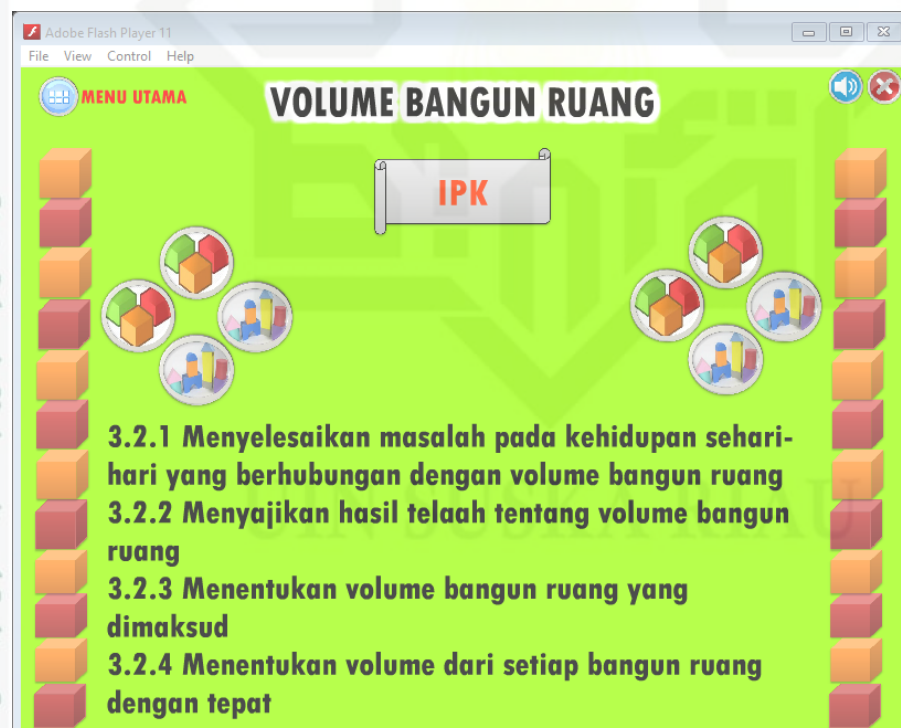 Adobe Flash Player 11
File View Control Help
MENU UTAMA
VOLUME BANGUN RUANG
IPK
3.2.1 Menyelesaikan masalah pada kehidupan sehari-
hari yang berhubungan dengan volume bangun ruang
3.2.2 Menyajikan hasil telaah tentang volume bangun
ruang
3.2.3 Menentukan volume bangun ruang yang
dimaksud
3.2.4 Menentukan volume dari setiap bangun ruang
dengan tepat
UIN SUSKA RIAU